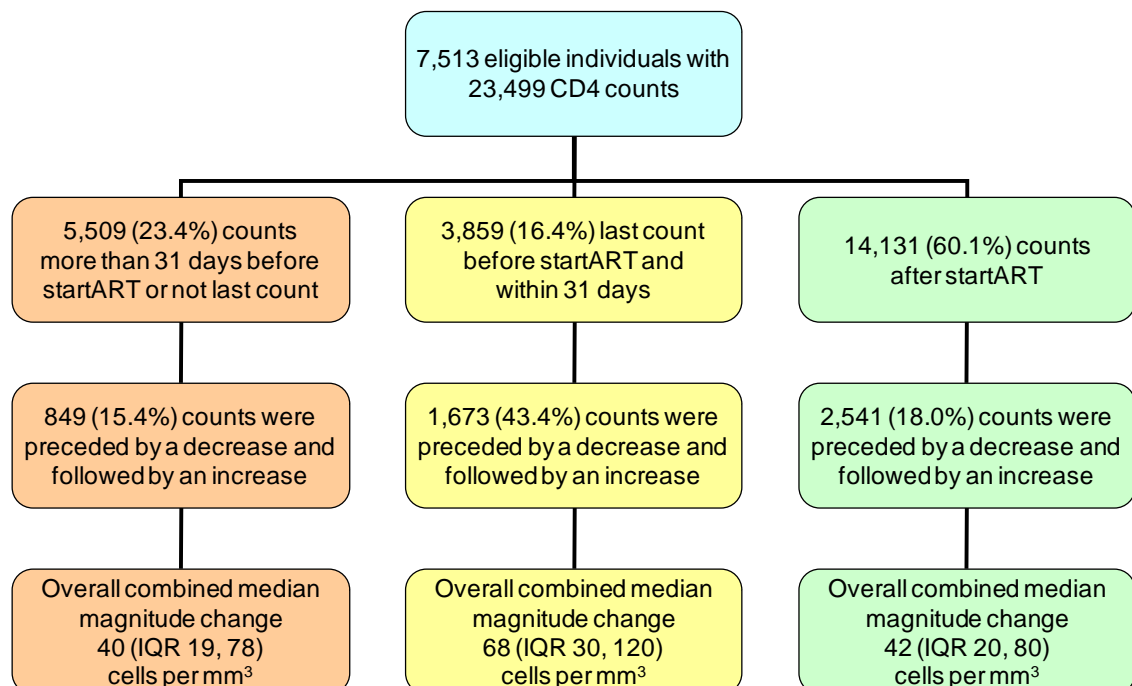 7,513 eligible individuals with
23,499 CD4 counts
5,509 (23.4%) counts
more than 31 days before
startART or not last count
3,859 (16.4%) last count
before startART and
within 31 days
14,131 (60.1%) counts
after startART
849 (15.4%) counts were
preceded by a decrease and
followed by an increase
1,673 (43.4%) counts were
preceded by a decrease and
followed by an increase
2,541 (18.0%) counts were
preceded by a decrease and
followed by an increase
Overall combined median
magnitude change
40 (IQR 19, 78)
cells per mm³
Overall combined median
magnitude change
68 (IQR 30, 120)
cells per mm³
Overall combined median
magnitude change
42 (IQR 20, 80)
cells per mm³